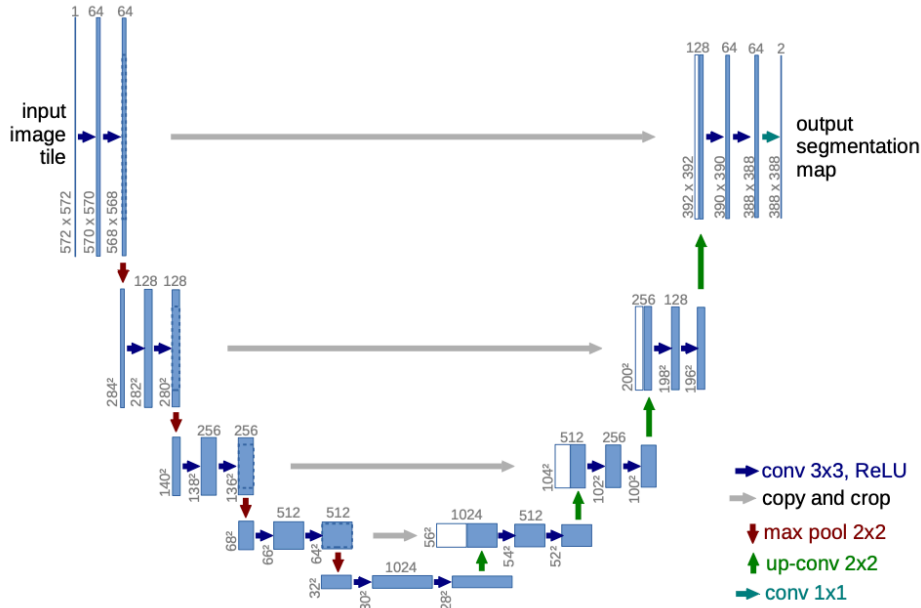 1
64
64
input
image
tile
572 x 572
570 x 570
568 x 568
128
64
64
2
output
segmentation
map
392 x 392
390 x 390
388 x 388
388 x 388
128
128
284²
282²
280²
256
128
200²
198²
196²
256
256
140²
138²
136²
512
256
104²
102²
100²
512
512
68²
66²
64²
1024
512
56²
54²
52²
1024
32²
30²
28²
conv 3x3, ReLU
copy and crop
max pool 2x2
up-conv 2x2
conv 1x1